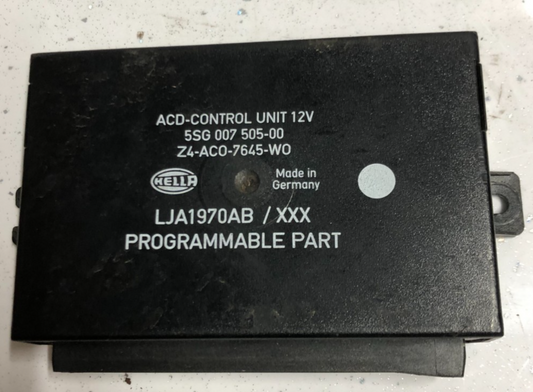 ACD-CONTROL UNIT 12V
5SG 007 505-00
Z4-ACO-7645-WO
HELLA
Made in
Germany
LJA1970AB / XXX
PROGRAMMABLE PART